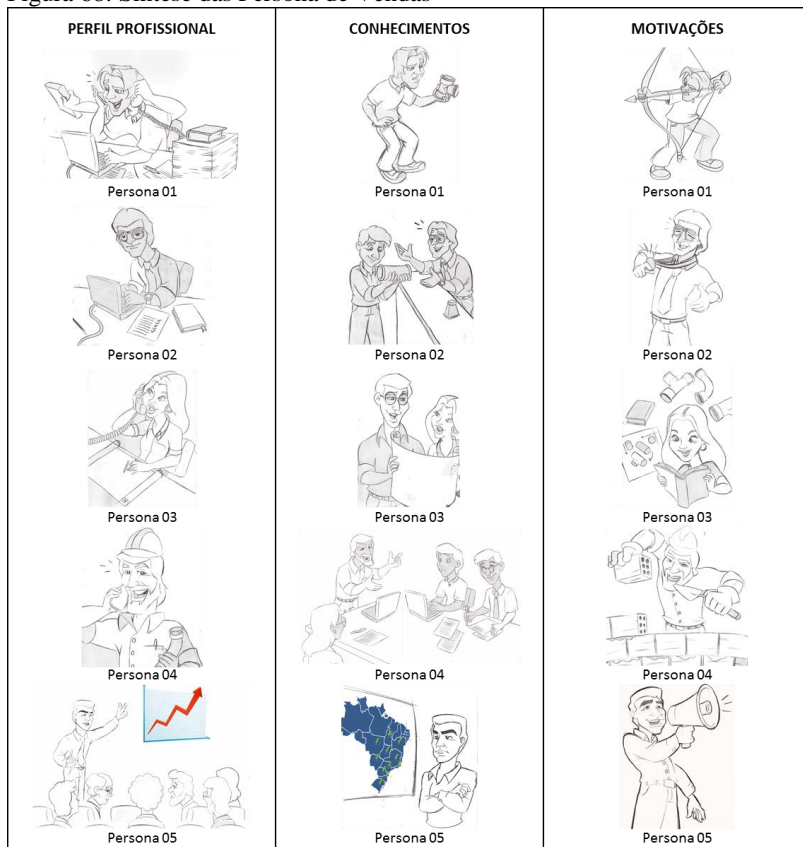 Figura 08: Síntese das Persona de Vendas
PERFIL PROFISSIONAL CONHECIMENTOS MOTIVAÇÕES
Persona 01 Persona 01 Persona 01
Persona 02 Persona 02 Persona 02
Persona 03 Persona 03 Persona 03
Persona 04 Persona 04 Persona 04
Persona 05 Persona 05 Persona 05